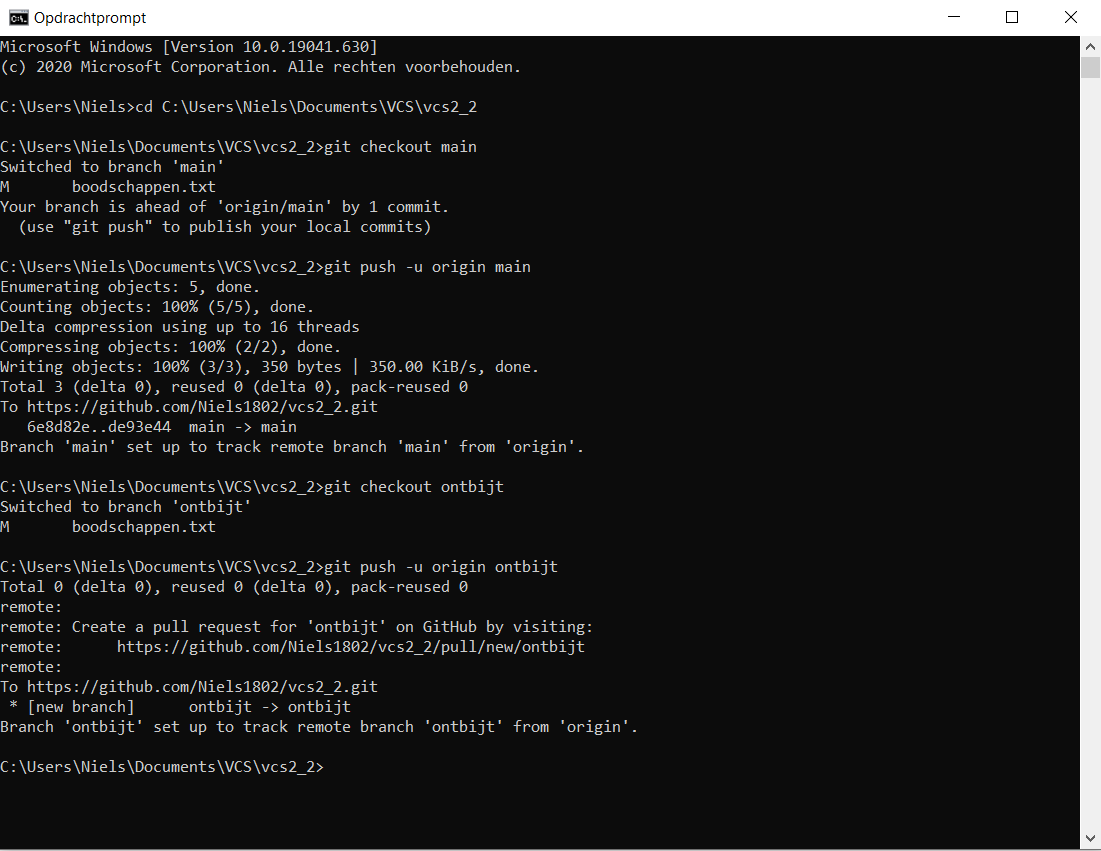 Opdrachtprompt
Microsoft Windows [Version 10.0.19041.630]
(c) 2020 Microsoft Corporation. Alle rechten voorbehouden.
C:\Users\Niels>cd C:\Users\Niels\Documents\VCS\vcs2_2
C:\Users\Niels\Documents\VCS\vcs2_2>git checkout main
Switched to branch 'main'
M       boodschappen.txt
Your branch is ahead of 'origin/main' by 1 commit.
  (use "git push" to publish your local commits)
C:\Users\Niels\Documents\VCS\vcs2_2>git push -u origin main
Enumerating objects: 5, done.
Counting objects: 100% (5/5), done.
Delta compression using up to 16 threads
Compressing objects: 100% (2/2), done.
Writing objects: 100% (3/3), 350 bytes | 350.00 KiB/s, done.
Total 3 (delta 0), reused 0 (delta 0), pack-reused 0
To https://github.com/Niels1802/vcs2_2.git
   6e8d82e..de93e44  main -> main
Branch 'main' set up to track remote branch 'main' from 'origin'.
C:\Users\Niels\Documents\VCS\vcs2_2>git checkout ontbijt
Switched to branch 'ontbijt'
M       boodschappen.txt
C:\Users\Niels\Documents\VCS\vcs2_2>git push -u origin ontbijt
Total 0 (delta 0), reused 0 (delta 0), pack-reused 0
remote:
remote: Create a pull request for 'ontbijt' on GitHub by visiting:
remote:      https://github.com/Niels1802/vcs2_2/pull/new/ontbijt
remote:
To https://github.com/Niels1802/vcs2_2.git
 * [new branch]      ontbijt -> ontbijt
Branch 'ontbijt' set up to track remote branch 'ontbijt' from 'origin'.
C:\Users\Niels\Documents\VCS\vcs2_2>